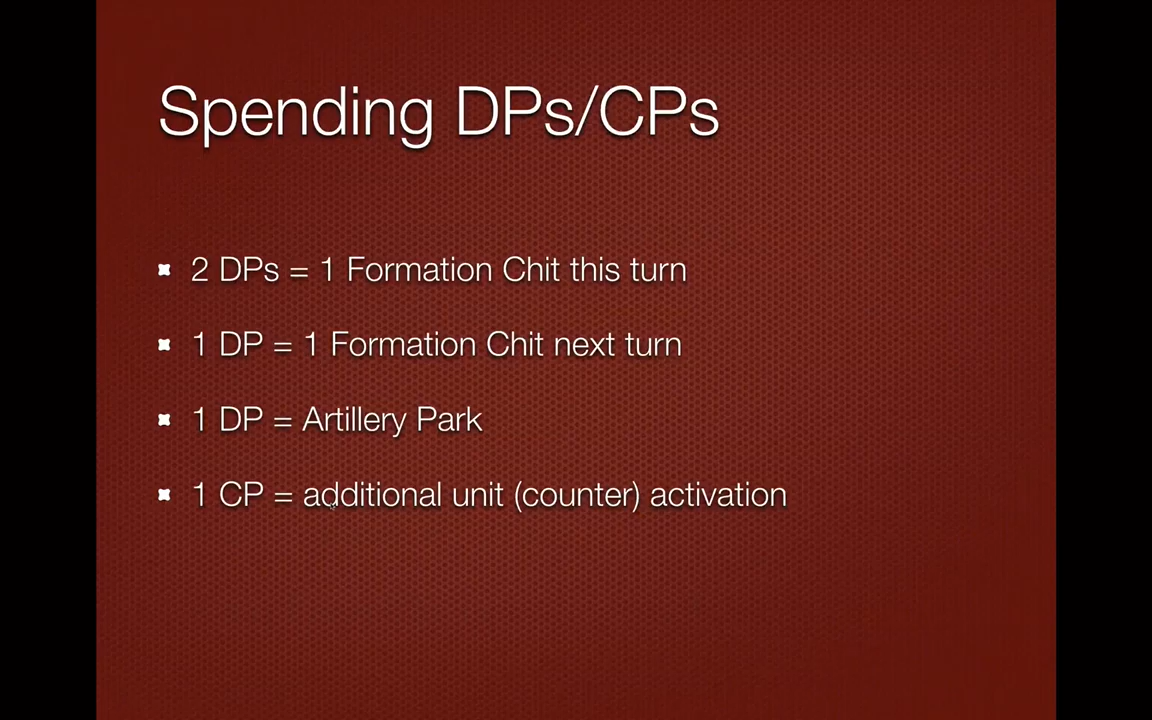 Spending DPs/CPs
2 DPs = 1 Formation Chit this turn
1 DP = 1 Formation Chit next turn
1 DP = Artillery Park
1 CP = additional unit (counter) activation